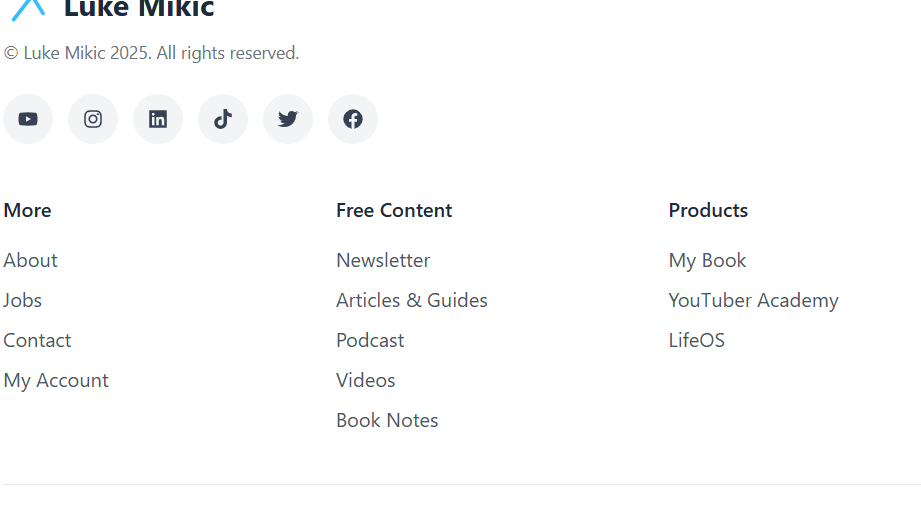 Luke Mikic
© Luke Mikic 2025. All rights reserved.
More
About
Jobs
Contact
My Account
Free Content
Newsletter
Articles & Guides
Podcast
Videos
Book Notes
Products
My Book
YouTuber Academy
LifeOS